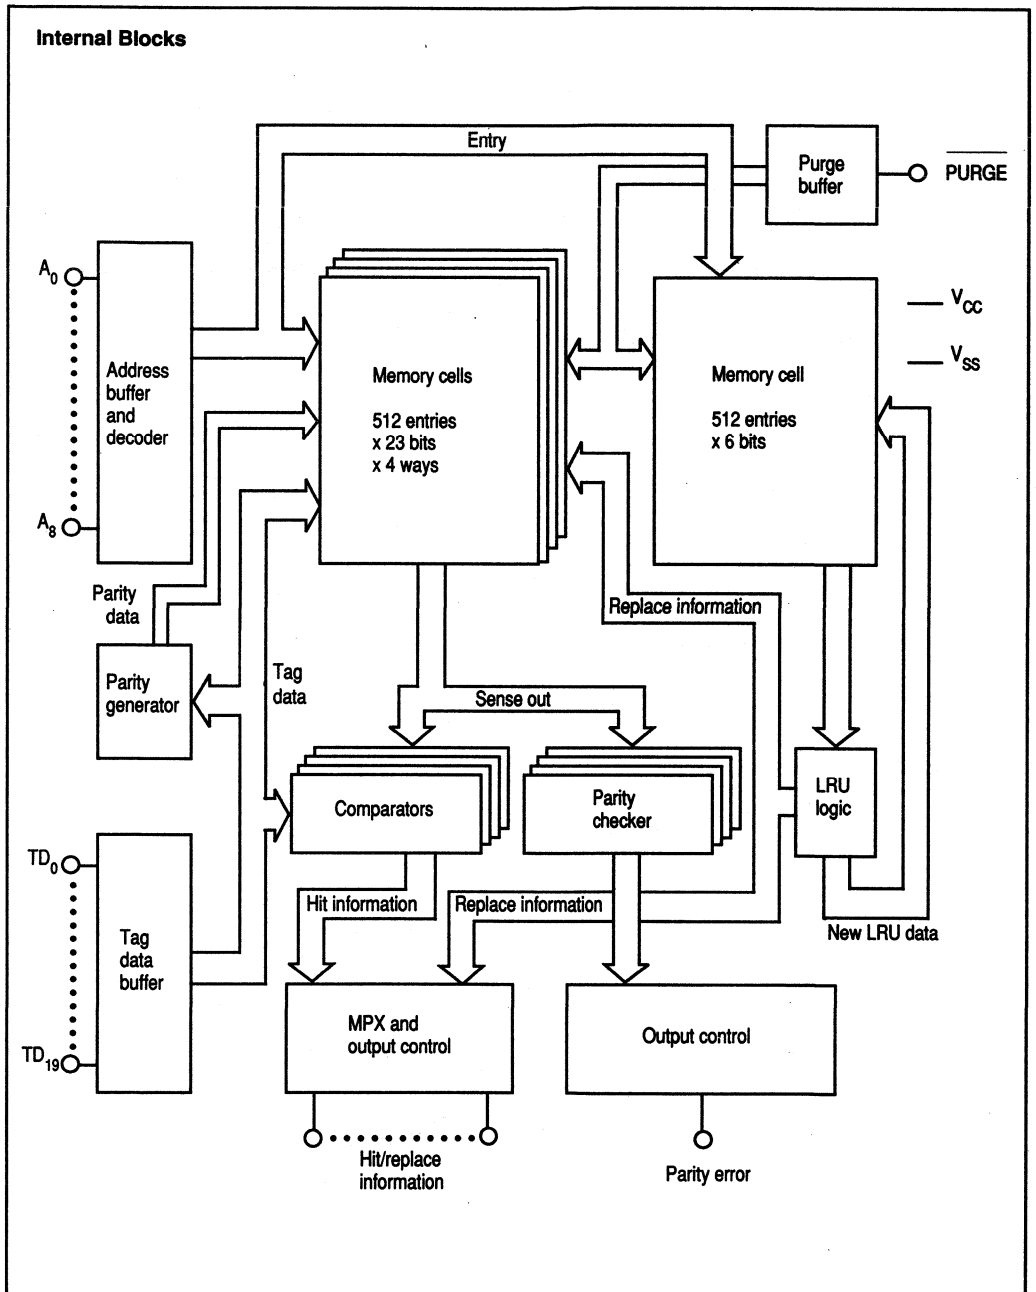 Internal Blocks
Entry
Purge
buffer
PURGE
A0
A8
Address
buffer
and
decoder
Memory cells
512 entries
x 23 bits
x 4 ways
Memory cell
512 entries
x 6 bits
VCC
VSS
Parity
data
Replace information
Parity
generator
Tag
data
Sense out
Comparators
Parity
checker
LRU
logic
TD0
TD19
Tag
data
buffer
Hit information
Replace information
New LRU data
MPX and
output control
Output control
Hit/replace
information
Parity error